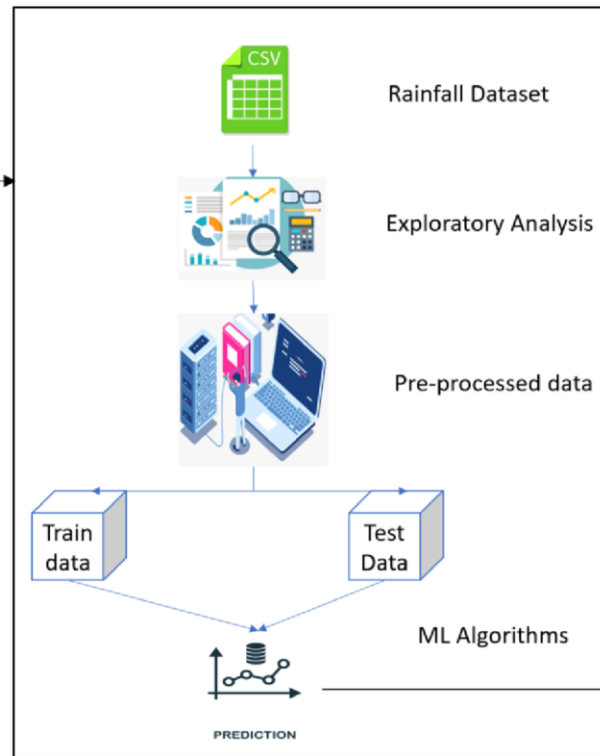 CSV
Rainfall Dataset
Exploratory Analysis
Pre-processed data
Train
data
Test
Data
ML Algorithms
PREDICTION